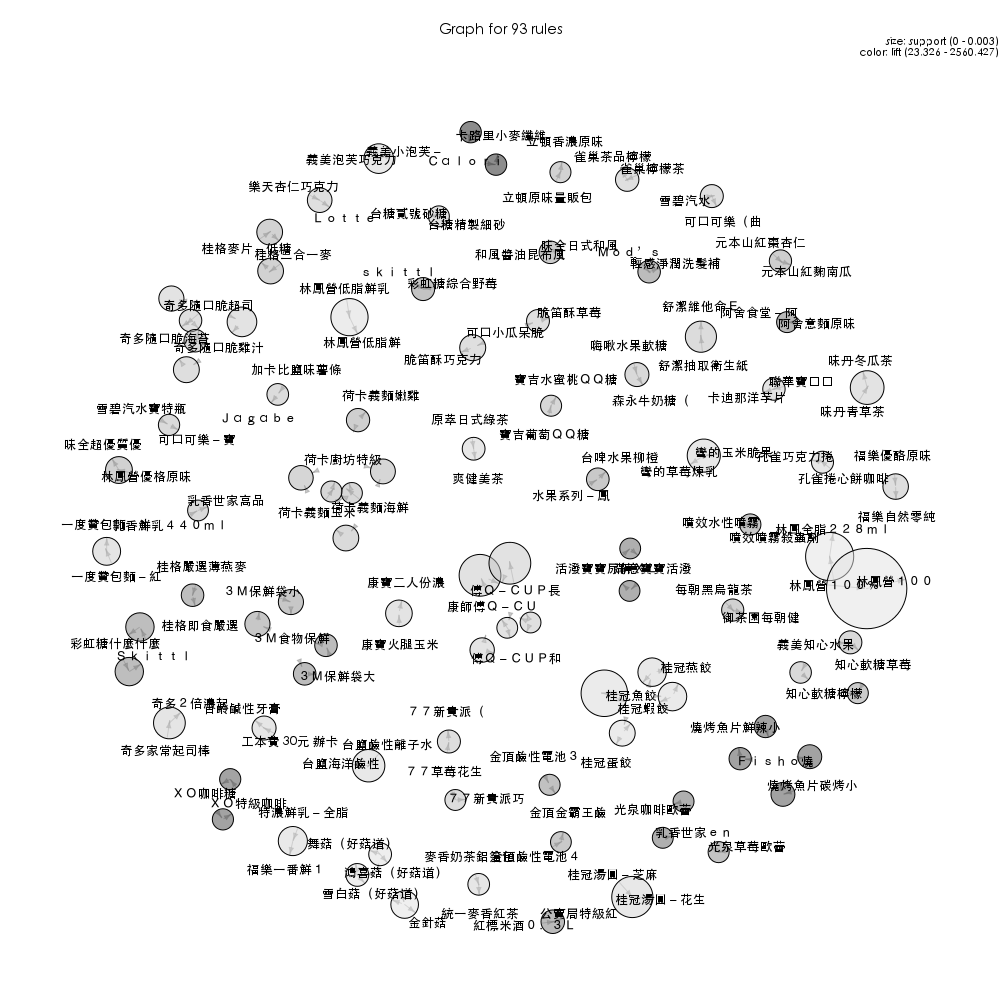 Graph for 93 rules
size: support (0 - 0.003)
color: lift (23.326 - 2560.427)
卡路里小麥纖維
立頓香濃原味
義美小泡芙－
義美泡芙巧克力
Ｃａｌｏｒｉ
雀巢茶品檸檬
雀巢檸檬茶
樂天杏仁巧克力
立頓原味量販包
雪碧汽水
Ｌｏｔｔｅ
台糖貳號砂糖
台糖精製細砂
可口可樂（曲
桂格麥片－低糖
桂格二合一麥
和風醬油昆布風
味全日式和風
Ｍｏｄ＇ｓ
元本山紅棗杏仁
輕感淨潤洗髮補
元本山紅麴南瓜
ｓｋｉｔｔｌ
彩虹糖綜合野莓
林鳳營低脂鮮乳
奇多隨口脆超司
脆笛酥草莓
舒潔維他命Ｅ
阿舍食堂－阿
阿舍意麵原味
奇多隨口脆海苔
奇多隨口脆雞汁
林鳳營低脂鮮
可口小瓜呆脆
脆笛酥巧克力
嗨啾水果軟糖
舒潔抽取衛生紙
味丹冬瓜茶
加卡比鹽味薯條
寶吉水蜜桃ＱＱ糖
聯華寶□□
卡迪那洋芋片
森永牛奶糖（
味丹青草茶
荷卡義麵嫩雞
雪碧汽水寶特瓶
Ｊａｇａｂｅ
原萃日式綠茶
寶吉葡萄ＱＱ糖
可口可樂－寶
味全超優質優
林鳳營優格原味
荷卡廚坊特級
爽健美茶
台啤水果柳橙
彎的玉米脆果
彎的草莓煉乳
孔雀巧克力捲
孔雀捲心餅咖啡
福樂優酪原味
乳香世家高品
荷卡義麵玉米
荷卡義麵海鮮
水果系列－鳳
福樂自然零純
一度贊包麵
乳香鮮乳４４０ｍｌ
噴效水性噴霧
噴效噴霧殺蟲劑
林鳳全脂２２８ｍｌ
一度贊包麵－紅
桂格嚴選薄燕麥
康寶二人份濃
活潑寶寶
林鳳營１００％
林鳳營１００
３Ｍ保鮮袋小
康師傅Ｑ－ＣＵ
傅Ｑ－ＣＵＰ長
每朝黑烏龍茶
御茶園每朝健
桂格即食嚴選
３Ｍ食物保鮮
康寶火腿玉米
傅Ｑ－ＣＵＰ和
彩虹糖什麼什麼
Ｓｋｉｔｔｌ
３Ｍ保鮮袋大
桂冠燕餃
桂冠魚餃
桂冠蝦餃
義美知心水果
知心軟糖草莓
知心軟糖檸檬
奇多２倍濃起
台齡鹹性牙膏
７７新貴派（
燒烤魚片鮮辣小
奇多家常起司棒
工本費30元 辦卡
台鹽鹼性離子水
台鹽海洋鹼性
金頂鹼性電池３
桂冠蛋餃
Ｆｉｓｈｏ燒
７７草莓花生
燒烤魚片碳烤小
ＸＯ咖啡糖
ＸＯ特級咖啡
７７新貴派巧
金頂金霸王鹼
光泉咖啡歐蕾
特濃鮮乳－全脂
舞菇（好菇道）
乳香世家ｅｎ
光泉草莓歐蕾
福樂一番鮮１
鴻喜菇（好菇道）
麥香奶茶鋁箔包
金頂鹼性電池４
桂冠湯圓－芝麻
雪白菇（好菇道）
桂冠湯圓－花生
金針菇
統一麥香紅茶
公賣局特級紅
紅標米酒０．３Ｌ